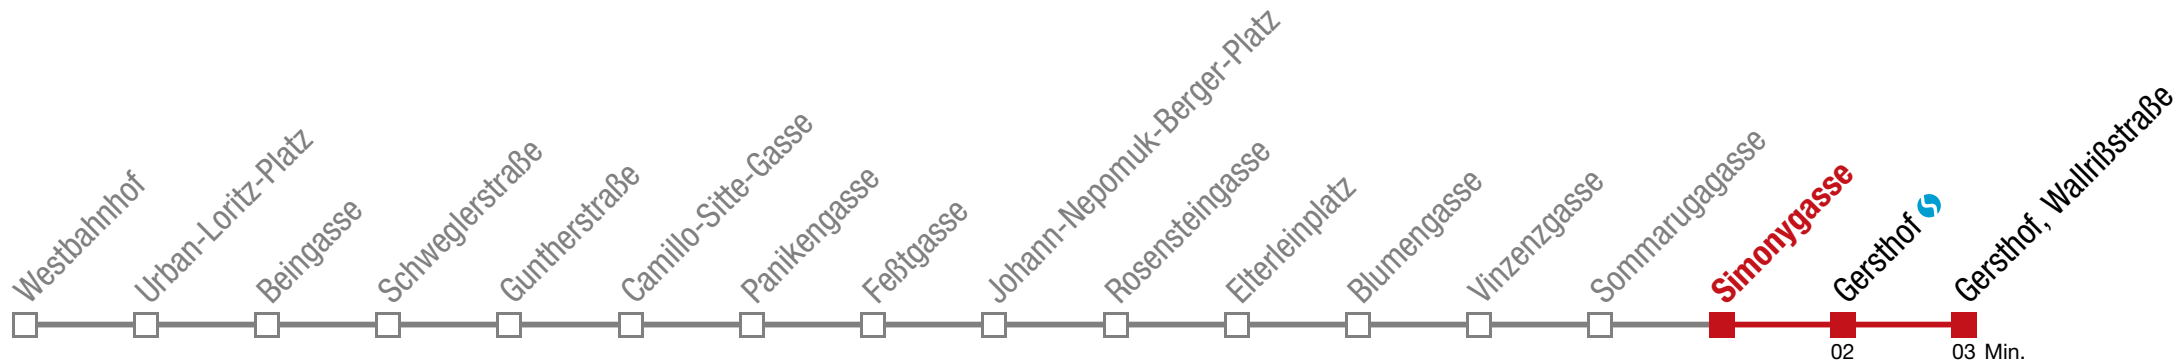 Westbahnhof
Urban-Loritz-Platz
Beingasse
Schweglerstraße
Guntherstraße
Camillo-Sitte-Gasse
Panikengasse
Feßtgasse
Johann-Nepomuk-Berger-Platz
Rosensteingasse
Elterleinplatz
Blumengasse
Vinzenzgasse
Sommarugagasse
Simonygasse
Gersthof
Gersthof, Wallrißstraße
02
03 Min.